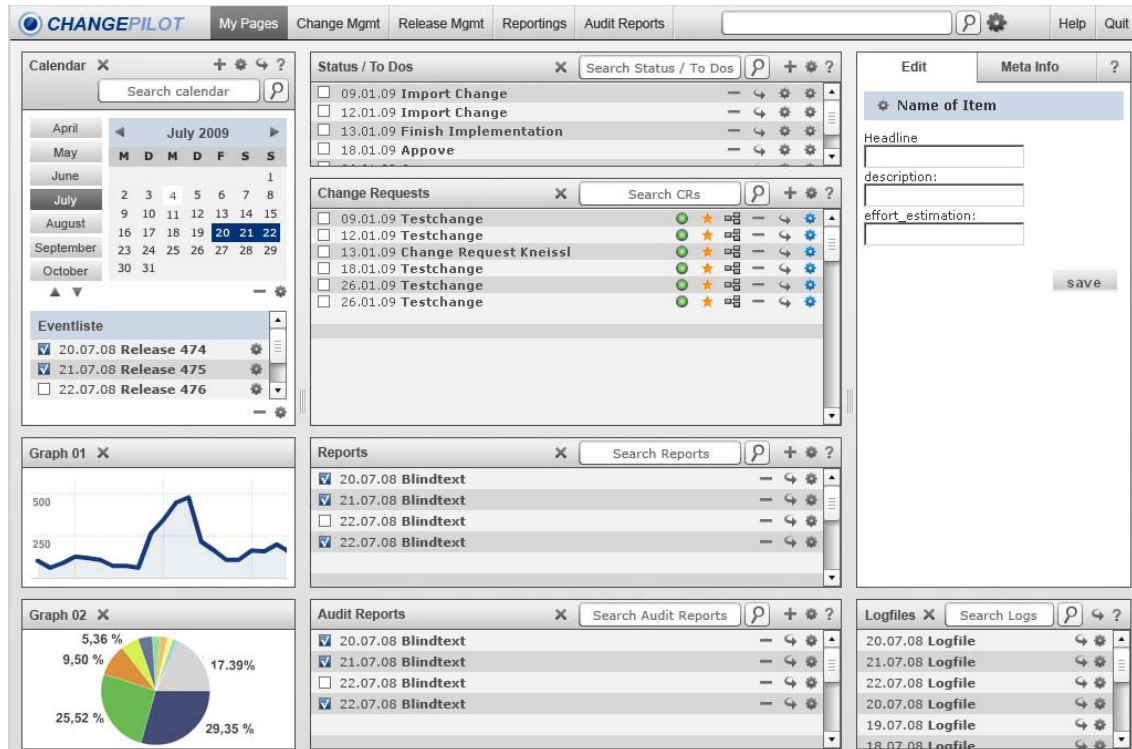 CHANGEPILOT My Pages Change Mgmt Release Mgmt Reportings Audit Reports Help Quit
Calendar
?
Search calendar
April
May
June
July
August
September
October
July 2009
M D M D F S S
1
2 3 4 5 6 7 8
9 10 11 12 13 14 15
16 17 18 19 20 21 22
23 24 25 26 27 28 29
30 31
Eventliste
20.07.08 Release 474
21.07.08 Release 475
22.07.08 Release 476
Graph 01
500
250
Graph 02
5,36 %
9,50 %
17.39%
25,52 %
29,35 %
Status / To Dos Search Status / To Dos ?
09.01.09 Import Change
12.01.09 Import Change
13.01.09 Finish Implementation
18.01.09 Appove
Change Requests Search CRs ?
09.01.09 Testchange
12.01.09 Testchange
13.01.09 Change Request Kneissl
18.01.09 Testchange
26.01.09 Testchange
26.01.09 Testchange
Reports Search Reports ?
20.07.08 Blindtext
21.07.08 Blindtext
22.07.08 Blindtext
22.07.08 Blindtext
Audit Reports Search Audit Reports ?
20.07.08 Blindtext
21.07.08 Blindtext
22.07.08 Blindtext
22.07.08 Blindtext
Edit Meta Info ?
Name of Item
Headline
description:
effort_estimation:
save
Logfiles Search Logs ?
20.07.08 Logfile
21.07.08 Logfile
22.07.08 Logfile
20.07.08 Logfile
19.07.08 Logfile
18.07.08 Logfile